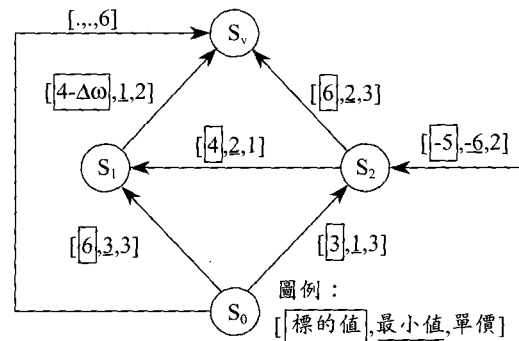 [.,.,6]
Sv
[4-Δω,1,2]
[6,2,3]
[4,2,1]
[-5,-6,2]
S1
S2
[6,3,3]
[3,1,3]
S0
圖例：
[標的值,最小值,單價]